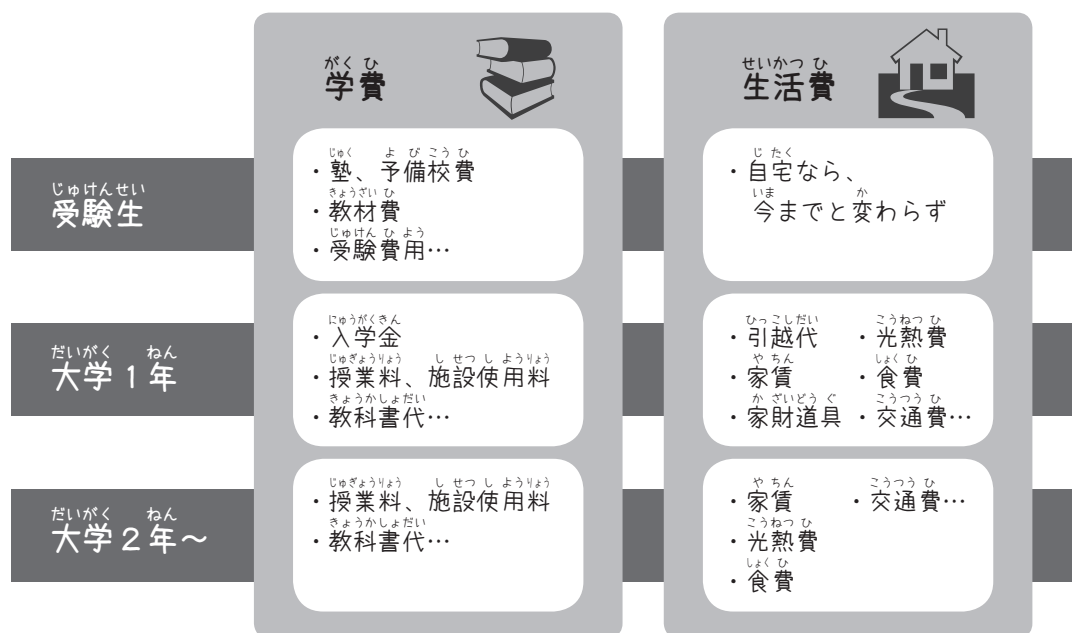 学費
生活費
受験生
・塾、予備校費
・教材費
・受験費用…
・自宅なら、
今までと変わらず
大学1年
・入学金
・授業料、施設使用料
・教科書代…
・引越代 ・光熱費
・家賃 ・食費
・家財道具 ・交通費…
大学2年～
・授業料、施設使用料
・教科書代…
・家賃 ・交通費…
・光熱費
・食費